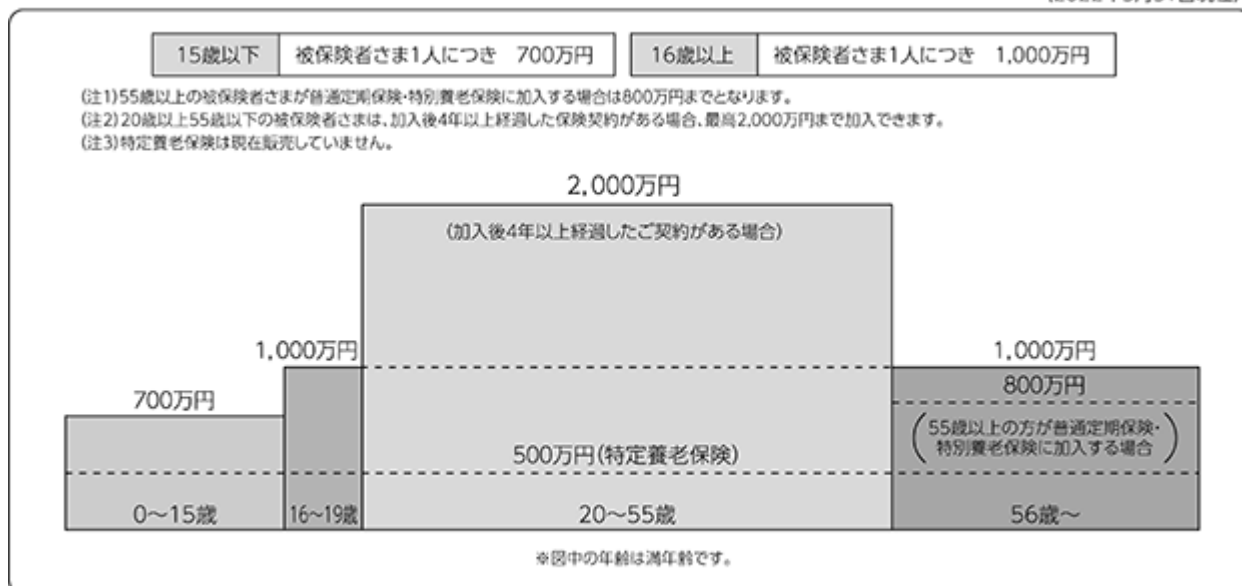 15歳以下 被保険者さま1人につき 700万円 16歳以上 被保険者さま1人につき 1,000万円
(注1)55歳以上の被保険者さまが普通定期保険・特別養老保険に加入する場合は800万円までとなります。
(注2)20歳以上55歳以下の被保険者さまは、加入後4年以上経過した保険契約がある場合、最高2,000万円まで加入できます。
(注3)特定養老保険は現在販売していません。
2,000万円
(加入後4年以上経過したご契約がある場合)
1,000万円
1,000万円
700万円
800万円
(55歳以上の方が普通定期保険・
特別養老保険に加入する場合)
500万円(特定養老保険)
0〜15歳 16〜19歳 20〜55歳 56歳〜
※図中の年齢は満年齢です。